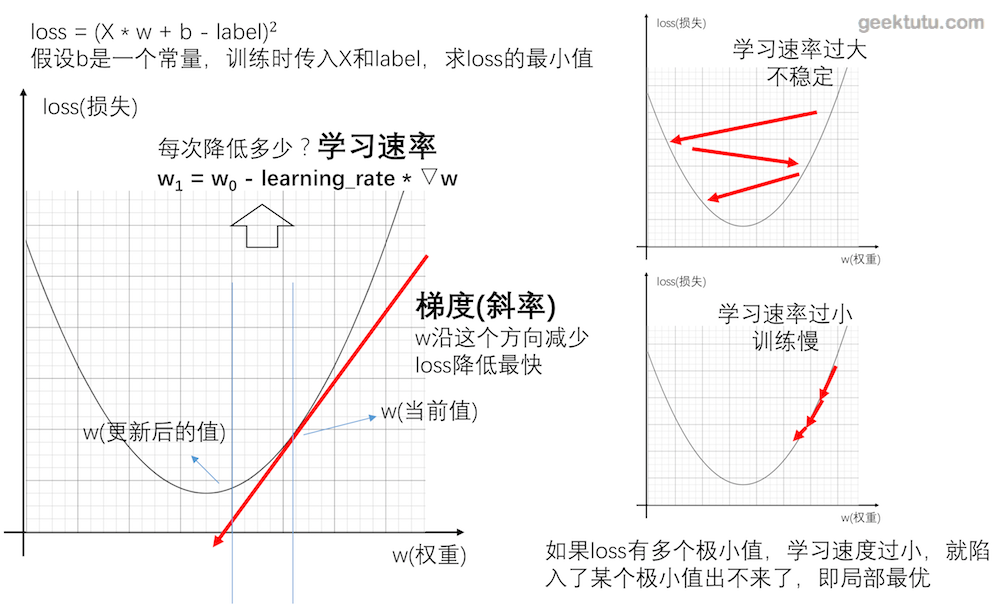 loss = (X * w + b - label)²
假设b是一个常量，训练时传入X和label，求loss的最小值
loss(损失)
每次降低多少？学习速率
w₁ = w₀ - learning_rate * ▽w
梯度(斜率)
w沿这个方向减少
loss降低最快
w(当前值)
w(更新后的值)
w(权重)
geektutu.com
loss(损失)
学习速率过大
不稳定
w(权重)
loss(损失)
学习速率过小
训练慢
w(权重)
如果loss有多个极小值，学习速度过小，就陷
入了某个极小值出不来了，即局部最优